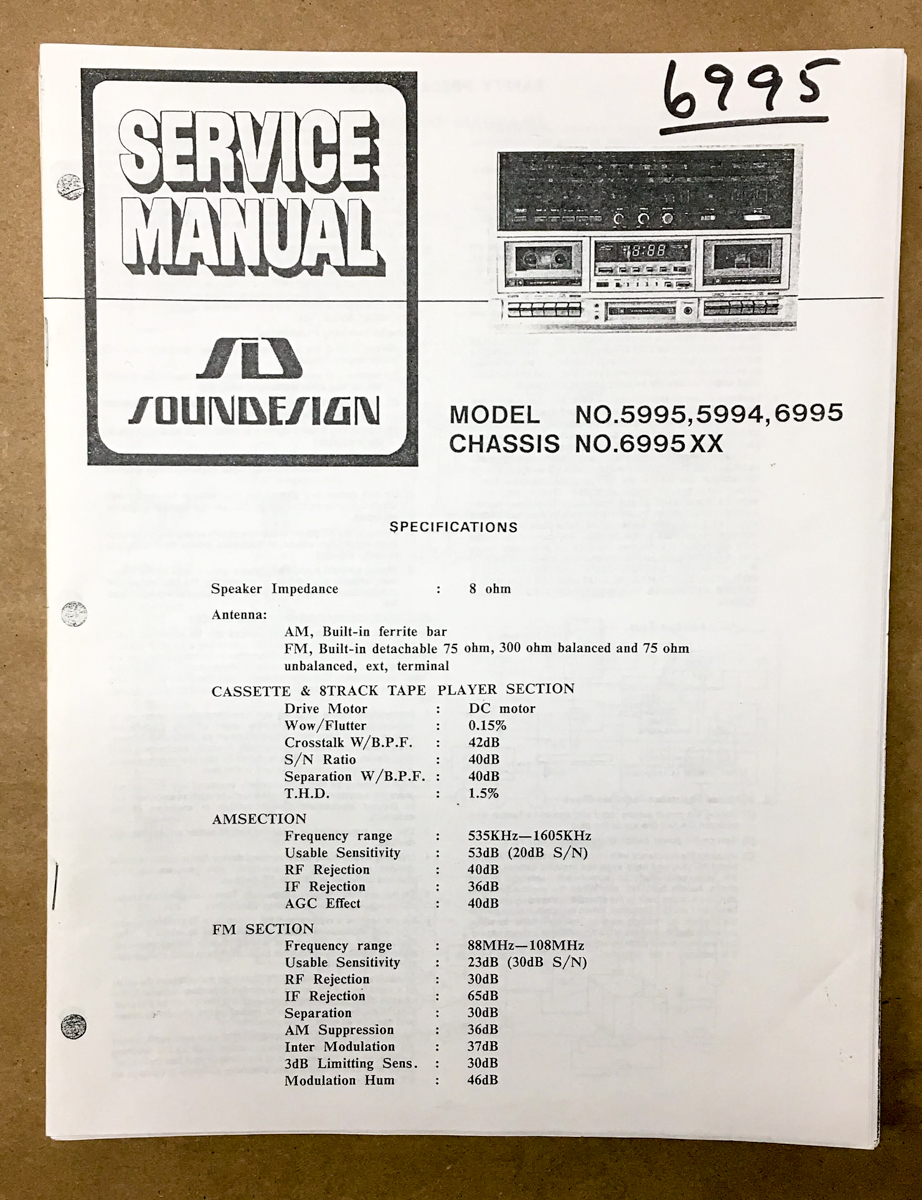 6995
SERVICE
MANUAL
SD
SOUNDESIGN
18:88
MODEL NO.5995,5994,6995
CHASSIS NO.6995XX
SPECIFICATIONS
Speaker Impedance : 8 ohm
Antenna:
AM, Built-in ferrite bar
FM, Built-in detachable 75 ohm, 300 ohm balanced and 75 ohm
unbalanced, ext, terminal
CASSETTE & 8TRACK TAPE PLAYER SECTION
Drive Motor : DC motor
Wow/Flutter : 0.15%
Crosstalk W/B.P.F. : 42dB
S/N Ratio : 40dB
Separation W/B.P.F. : 40dB
T.H.D. : 1.5%
AMSECTION
Frequency range : 535KHz—1605KHz
Usable Sensitivity : 53dB (20dB S/N)
RF Rejection : 40dB
IF Rejection : 36dB
AGC Effect : 40dB
FM SECTION
Frequency range : 88MHz—108MHz
Usable Sensitivity : 23dB (30dB S/N)
RF Rejection : 30dB
IF Rejection : 65dB
Separation : 30dB
AM Suppression : 36dB
Inter Modulation : 37dB
3dB Limitting Sens. : 30dB
Modulation Hum : 46dB